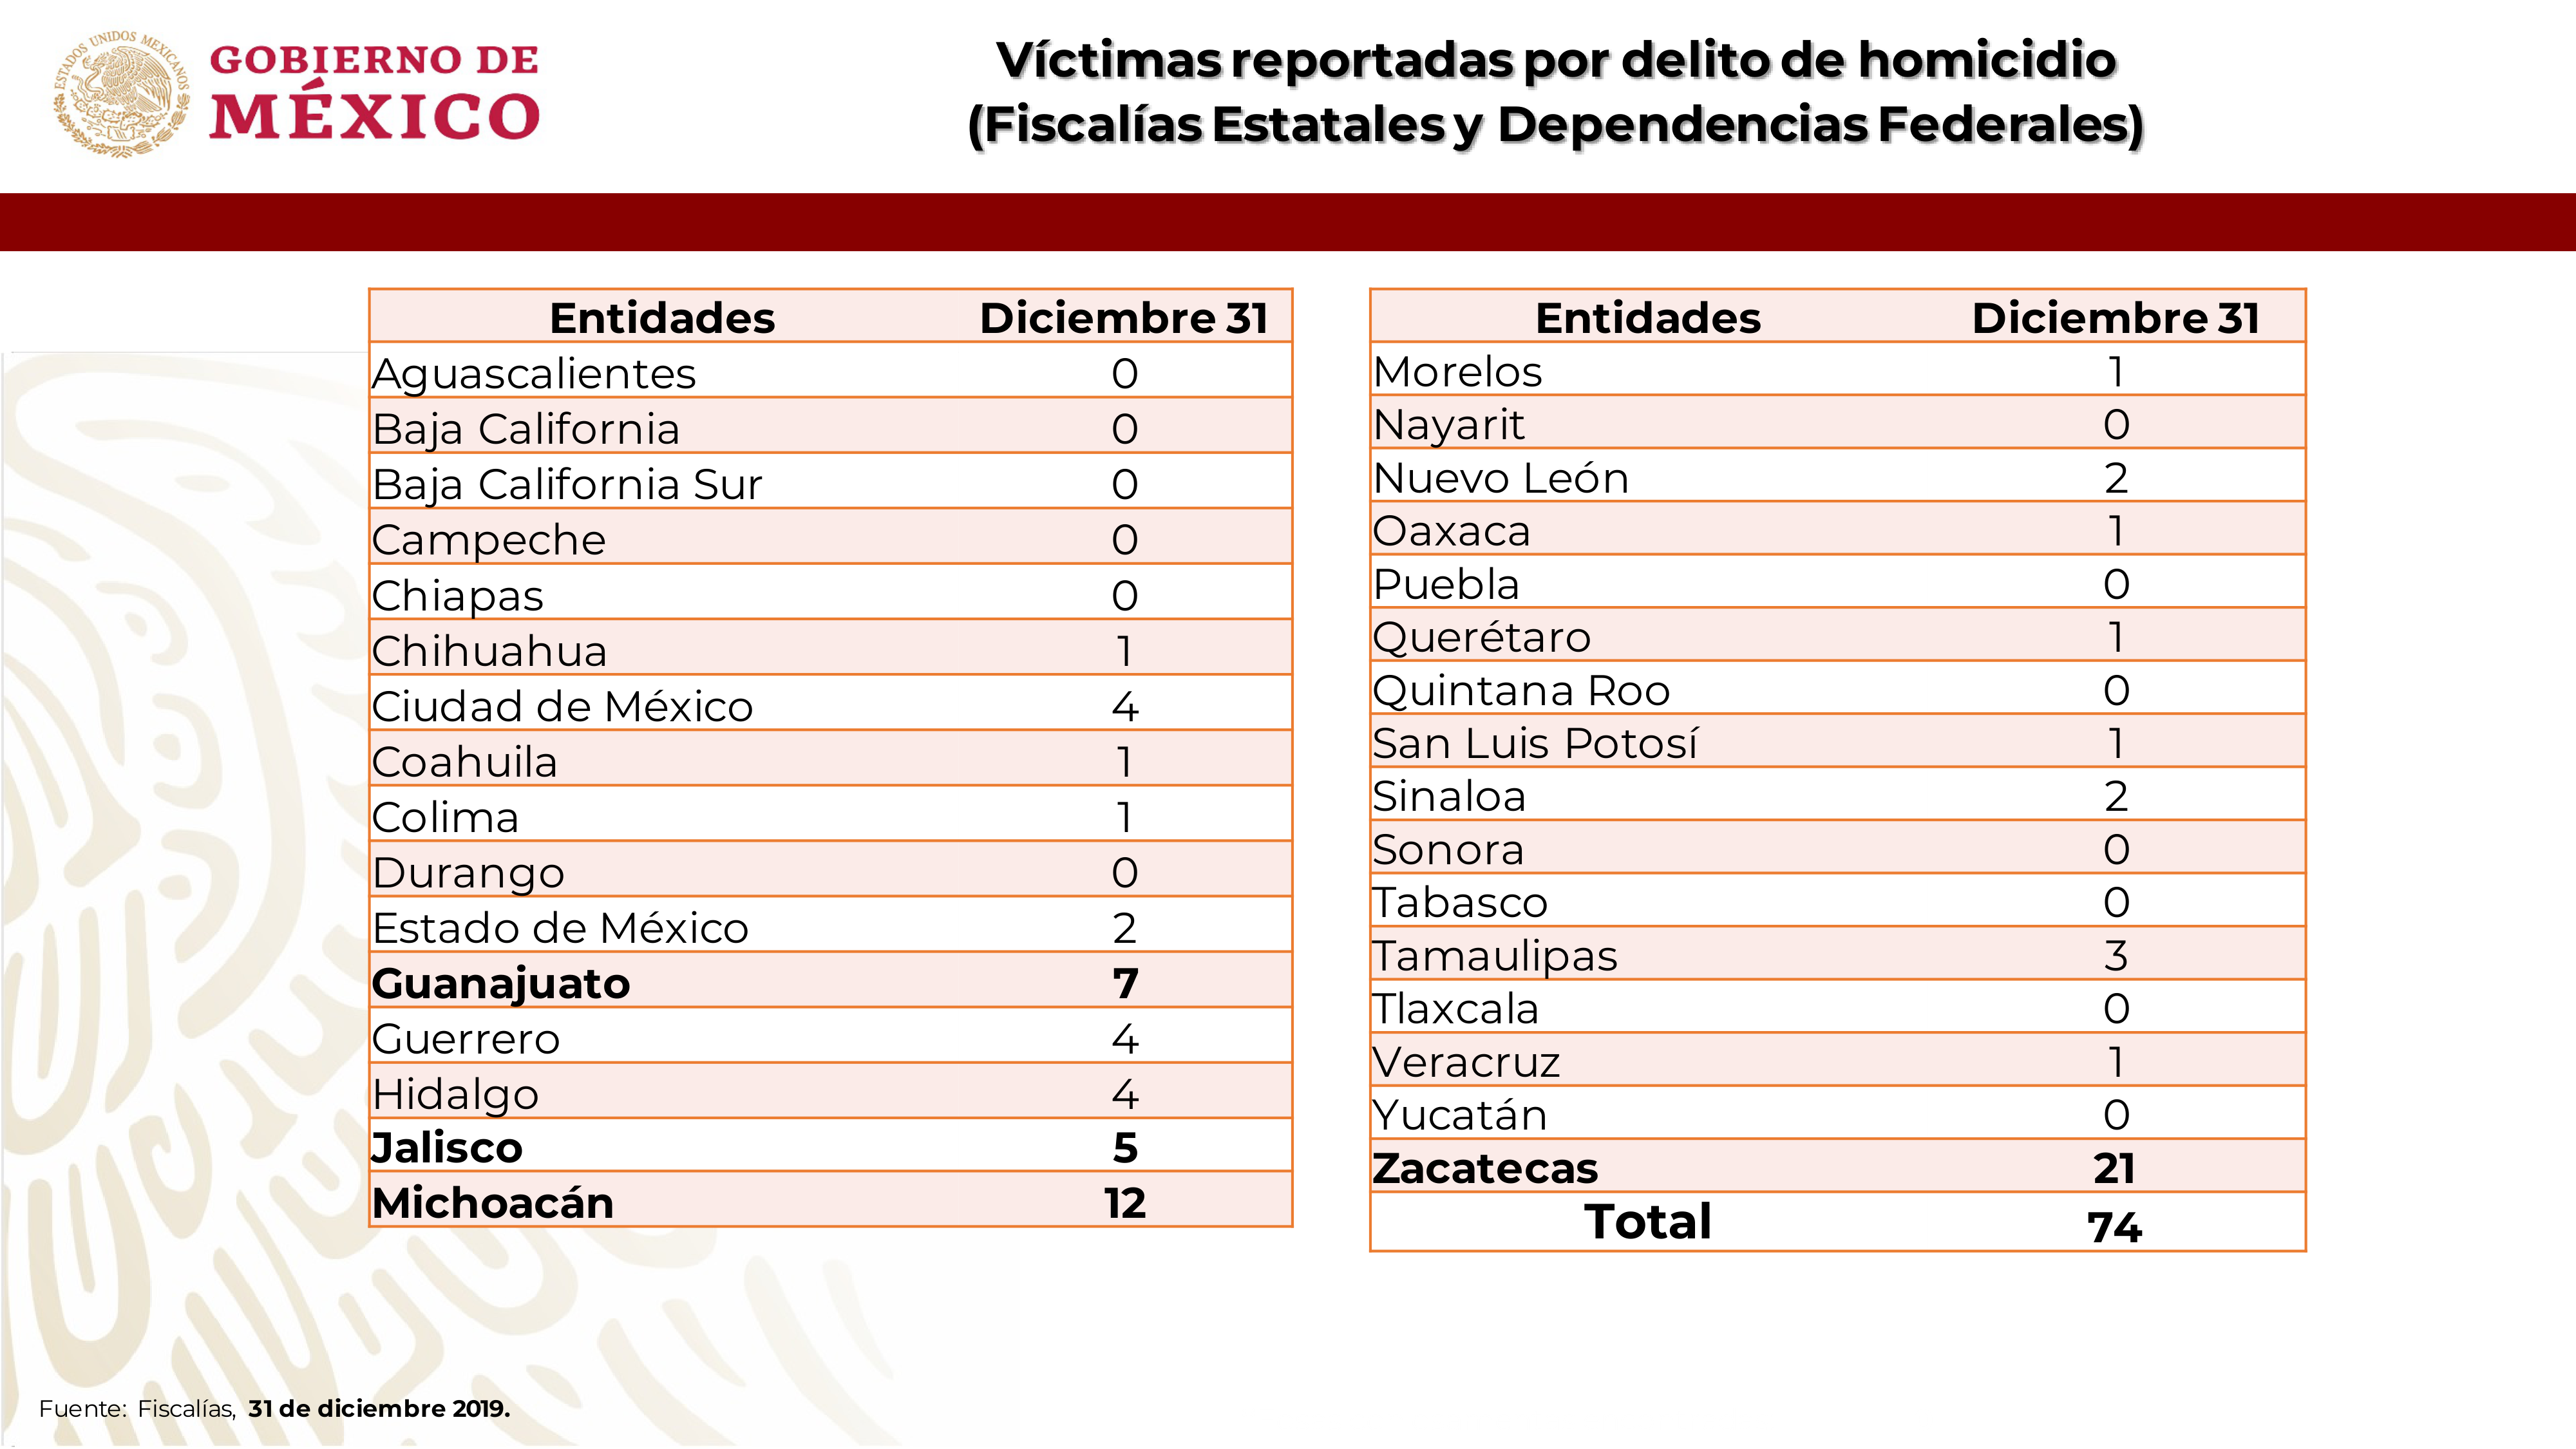 ESTADOS UNIDOS MEXICANOS
GOBIERNO DE
MÉXICO
Víctimas reportadas por delito de homicidio
(Fiscalías Estatales y Dependencias Federales)
Entidades Diciembre 31
Aguascalientes 0
Baja California 0
Baja California Sur 0
Campeche 0
Chiapas 0
Chihuahua 1
Ciudad de México 4
Coahuila 1
Colima 1
Durango 0
Estado de México 2
Guanajuato 7
Guerrero 4
Hidalgo 4
Jalisco 5
Michoacán 12
Entidades Diciembre 31
Morelos 1
Nayarit 0
Nuevo León 2
Oaxaca 1
Puebla 0
Querétaro 1
Quintana Roo 0
San Luis Potosí 1
Sinaloa 2
Sonora 0
Tabasco 0
Tamaulipas 3
Tlaxcala 0
Veracruz 1
Yucatán 0
Zacatecas 21
Total 74
Fuente: Fiscalías, 31 de diciembre 2019.